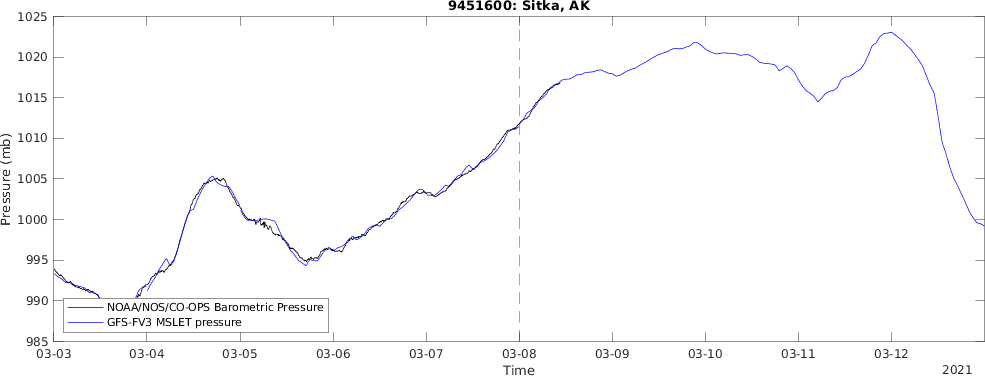 9451600: Sitka, AK
1025
1020
1015
1010
1005
1000
995
990
985
Pressure (mb)
NOAA/NOS/CO-OPS Barometric Pressure
GFS-FV3 MSLET pressure
03-03 03-04 03-05 03-06 03-07 03-08 03-09 03-10 03-11 03-12
Time
2021